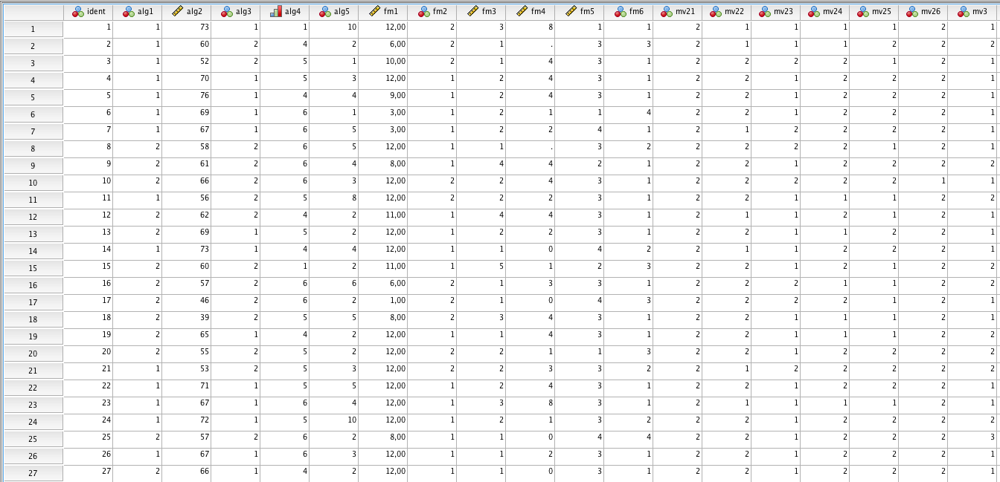 ident alg1 alg2 alg3 alg4 alg5 fm1 fm2 fm3 fm4 fm5 fm6 mv21 mv22 mv23 mv24 mv25 mv26 mv3
1 1 1 73 1 1 10 12,00 2 3 8 1 1 2 1 1 1 1 2 1
2 2 1 60 2 4 2 6,00 2 1 . 3 3 2 1 1 1 2 2 2
3 3 1 52 2 5 1 10,00 2 1 4 3 1 2 2 2 2 1 2 1
4 4 1 70 1 5 3 12,00 1 2 4 3 1 2 2 1 2 2 2 1
5 5 1 76 1 4 4 9,00 1 2 4 3 1 2 2 1 2 2 2 1
6 6 1 69 1 6 1 3,00 1 2 1 1 4 2 2 1 2 2 2 1
7 7 1 67 1 6 5 3,00 1 2 2 4 1 2 1 2 2 2 2 1
8 8 2 58 2 6 5 12,00 1 1 . 3 2 2 2 2 2 1 2 1
9 9 2 61 2 6 4 8,00 1 4 4 2 1 2 2 1 2 2 2 2
10 10 2 66 2 6 3 12,00 2 2 4 3 1 2 2 2 2 2 1 1
11 11 1 56 2 5 8 12,00 2 2 2 3 1 2 2 1 1 1 2 2
12 12 2 62 2 4 2 11,00 1 4 4 3 1 2 1 1 2 1 2 1
13 13 2 69 1 5 2 12,00 1 2 2 3 1 2 2 1 1 2 2 1
14 14 1 73 1 4 4 12,00 1 1 0 4 2 2 1 1 2 2 2 1
15 15 2 60 2 1 2 11,00 1 5 1 2 3 2 2 1 2 1 2 2
16 16 2 57 2 6 6 6,00 2 1 3 3 1 2 2 2 1 1 2 2
17 17 2 46 2 6 2 1,00 2 1 0 4 3 2 2 2 2 1 2 1
18 18 2 39 2 5 5 8,00 2 3 4 3 1 2 2 1 1 1 2 1
19 19 2 65 1 4 2 12,00 1 1 4 3 1 2 2 1 1 1 2 2
20 20 2 55 2 5 2 12,00 2 2 1 1 3 2 2 1 2 2 2 2
21 21 1 53 2 5 3 12,00 2 2 3 3 2 2 1 2 2 2 2 2
22 22 1 71 1 5 5 12,00 1 2 4 3 1 2 2 1 2 2 2 1
23 23 1 67 1 6 4 12,00 1 3 8 3 1 2 1 1 1 1 2 1
24 24 1 72 1 5 10 12,00 1 2 1 3 2 2 2 1 2 2 2 2
25 25 2 57 2 6 2 8,00 1 1 0 4 4 2 2 1 2 2 2 3
26 26 1 67 1 6 3 12,00 1 1 2 3 1 2 2 2 2 2 2 1
27 27 2 66 1 4 2 12,00 1 1 0 3 1 2 2 1 2 2 2 1